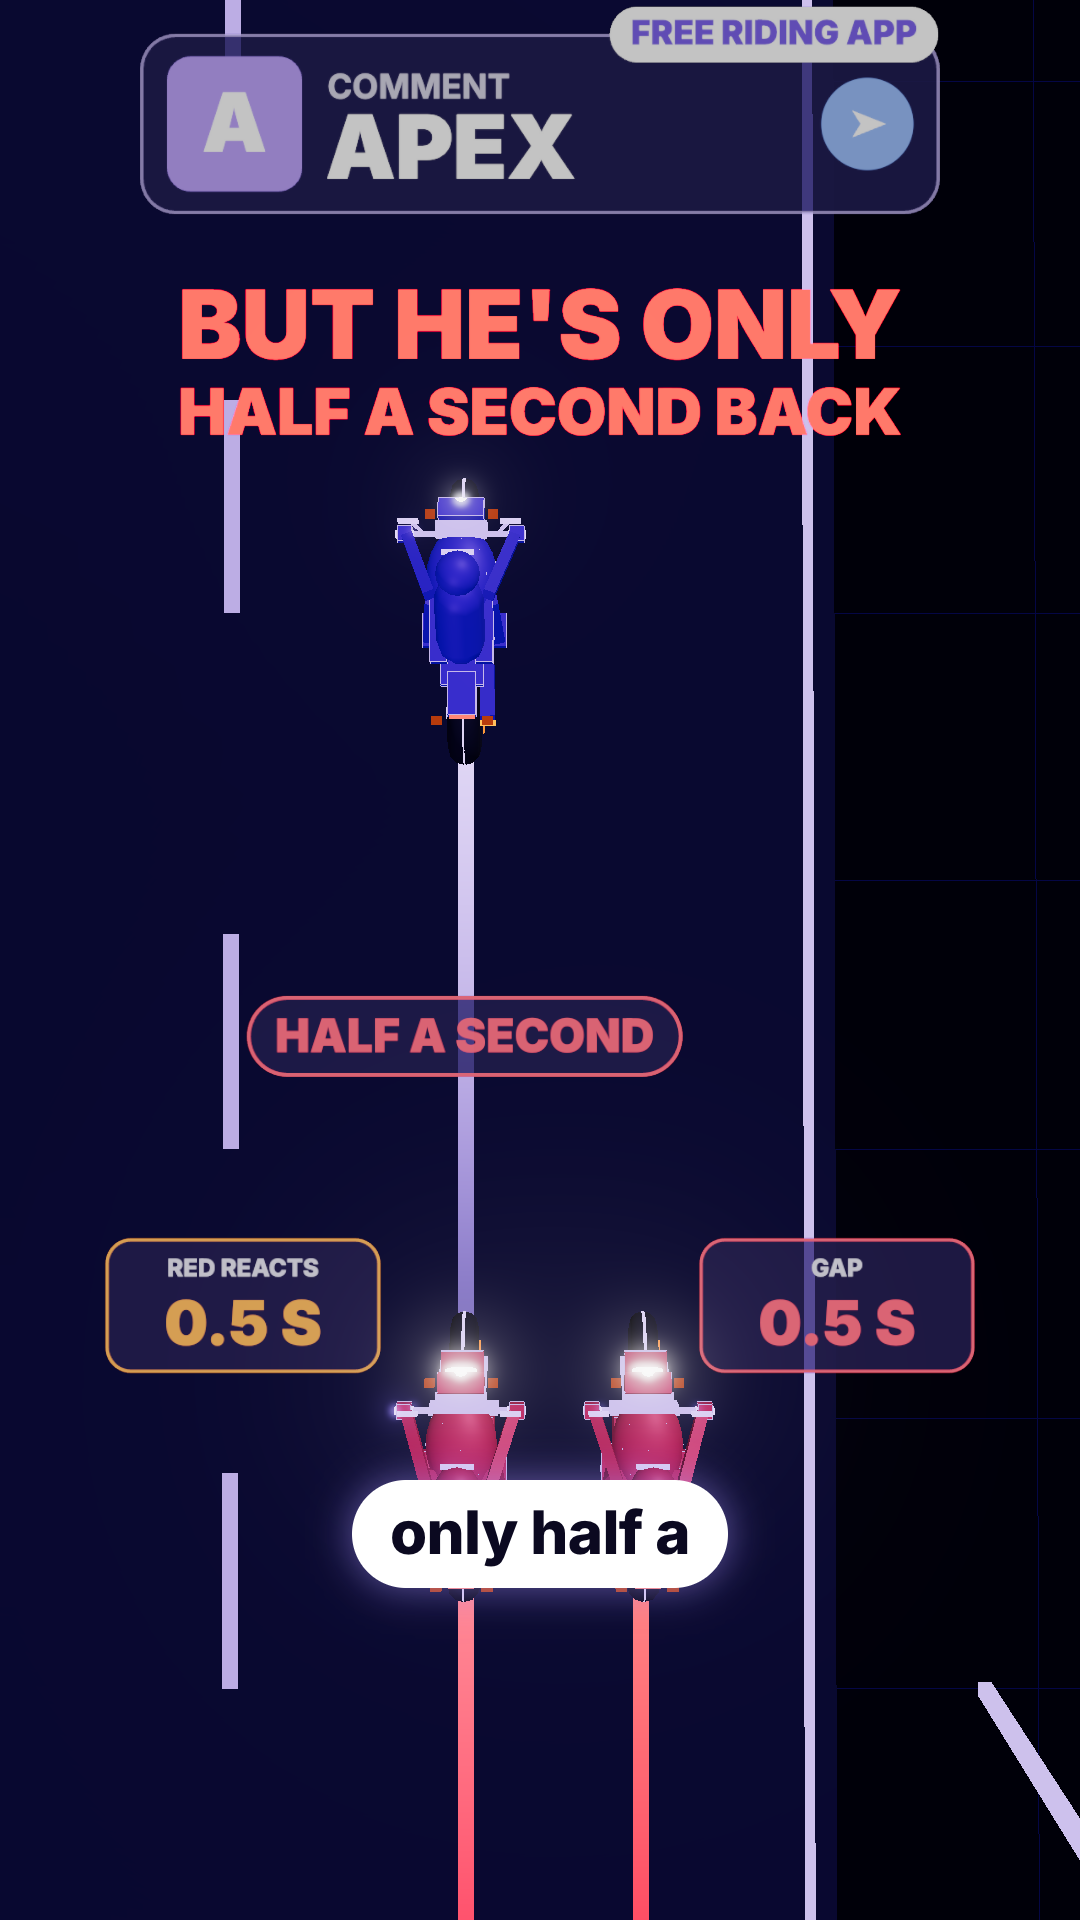 FREE RIDING APP
A
COMMENT
APEX
BUT HE'S ONLY
HALF A SECOND BACK
HALF A SECOND
RED REACTS
0.5 S
GAP
0.5 S
only half a